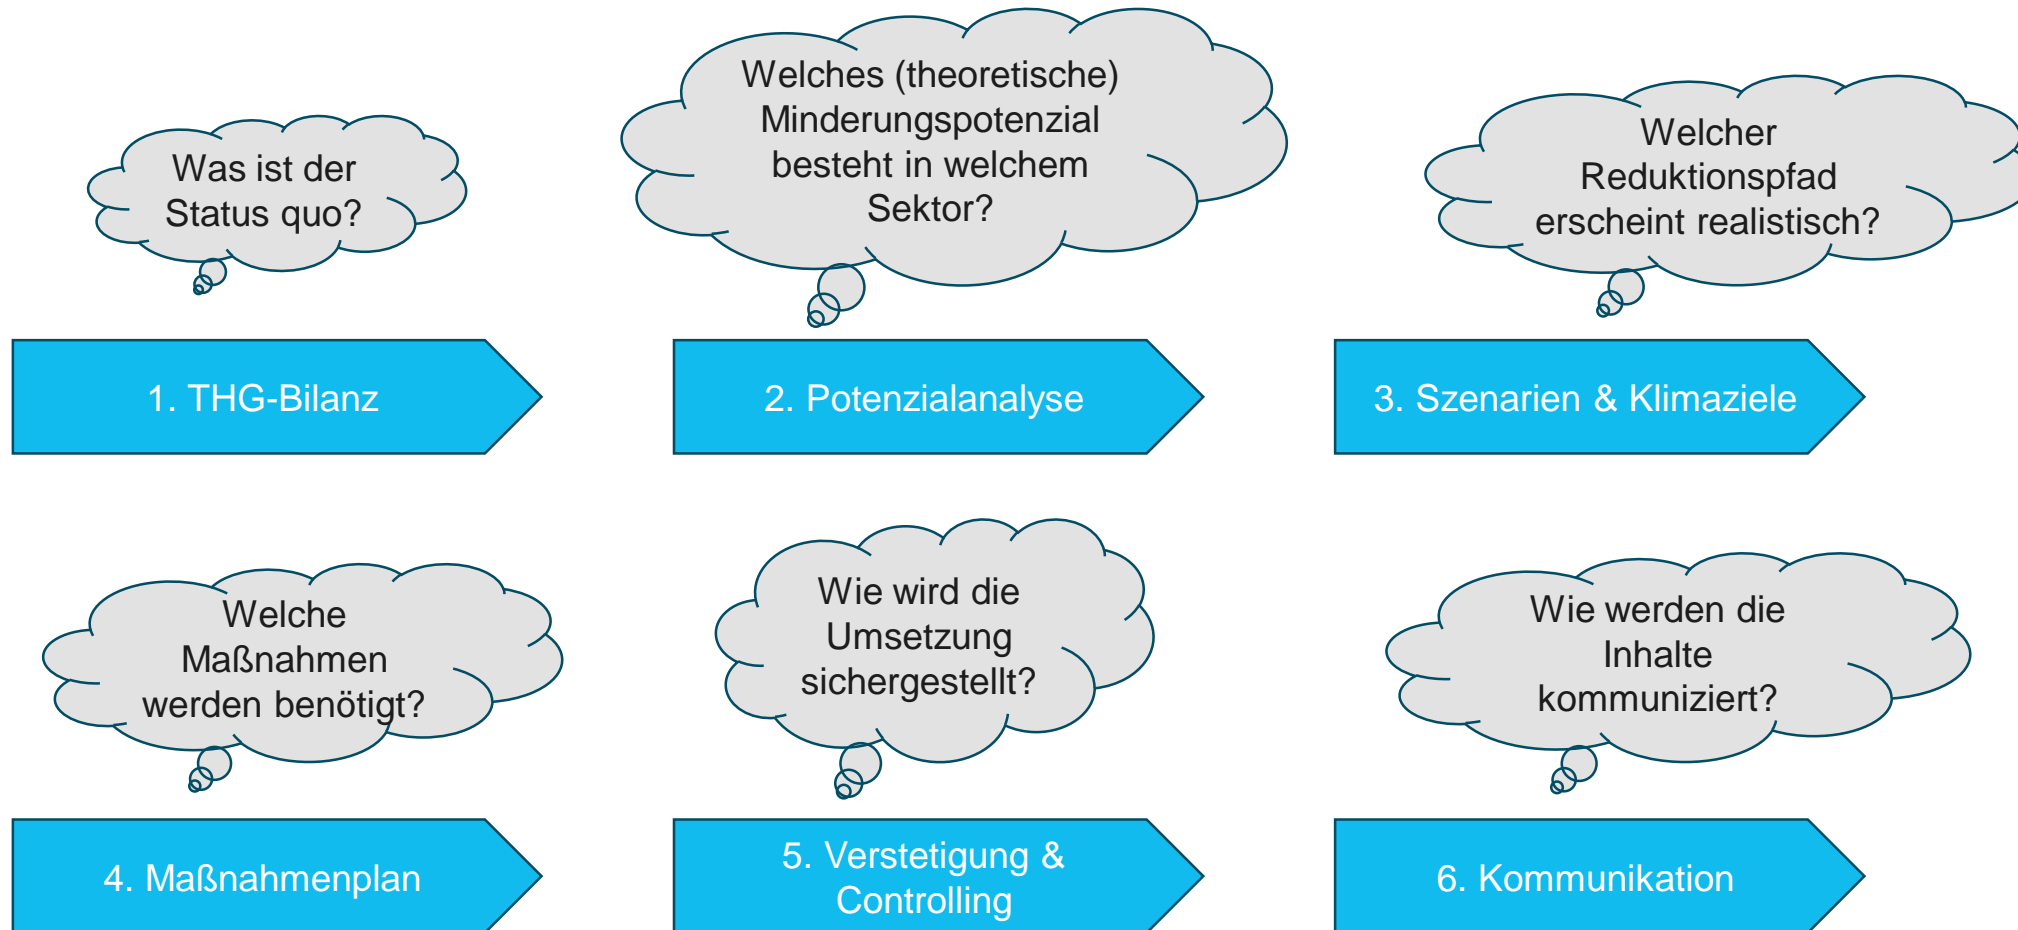 Was ist der
Status quo?
Welches (theoretische)
Minderungspotenzial
besteht in welchem
Sektor?
Welcher
Reduktionspfad
erscheint realistisch?
1. THG-Bilanz
2. Potenzialanalyse
3. Szenarien & Klimaziele
Welche
Maßnahmen
werden benötigt?
Wie wird die
Umsetzung
sichergestellt?
Wie werden die
Inhalte
kommuniziert?
4. Maßnahmenplan
5. Verstetigung &
Controlling
6. Kommunikation